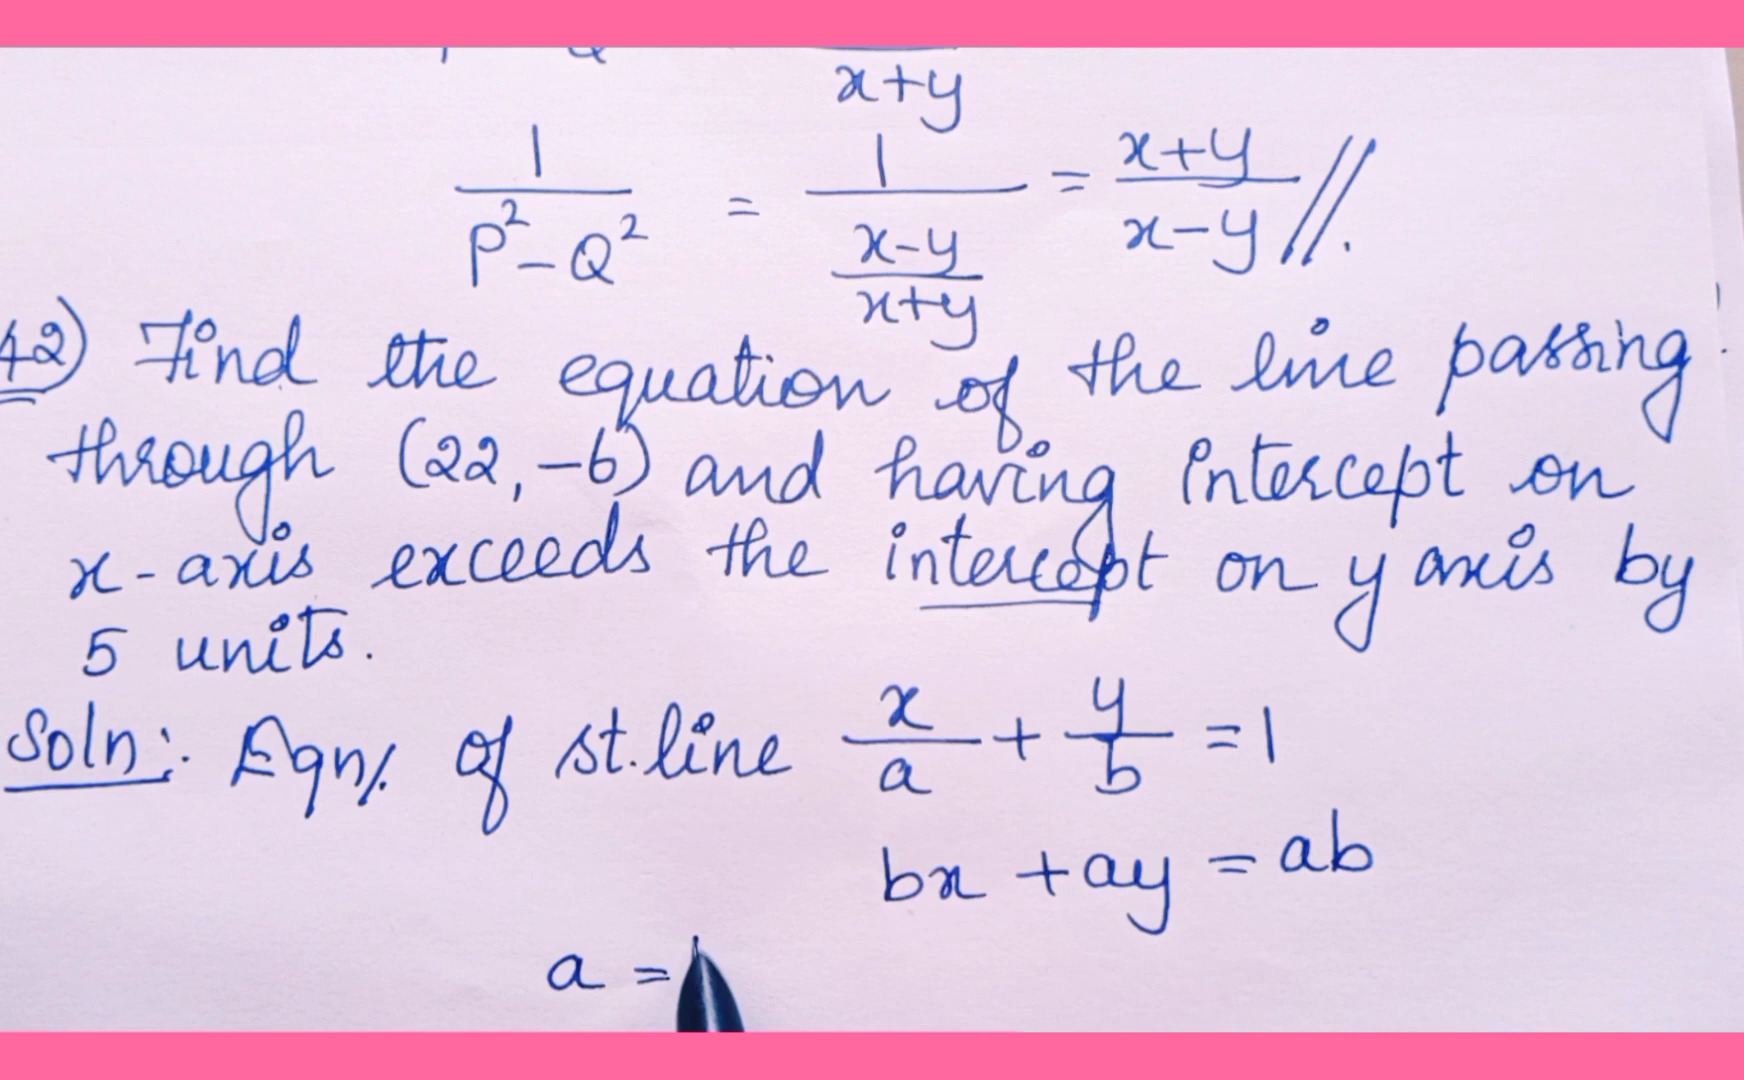 x+y
1/(P²-Q²) = 1/((x-y)/(x+y)) = (x+y)/(x-y) //.
42) Find the equation of the line passing
through (22, -6) and having intercept on
x-axis exceeds the intercept on y axis by
5 units.
Soln: Eqn/. of st.line x/a + y/b = 1
bx + ay = ab
a =